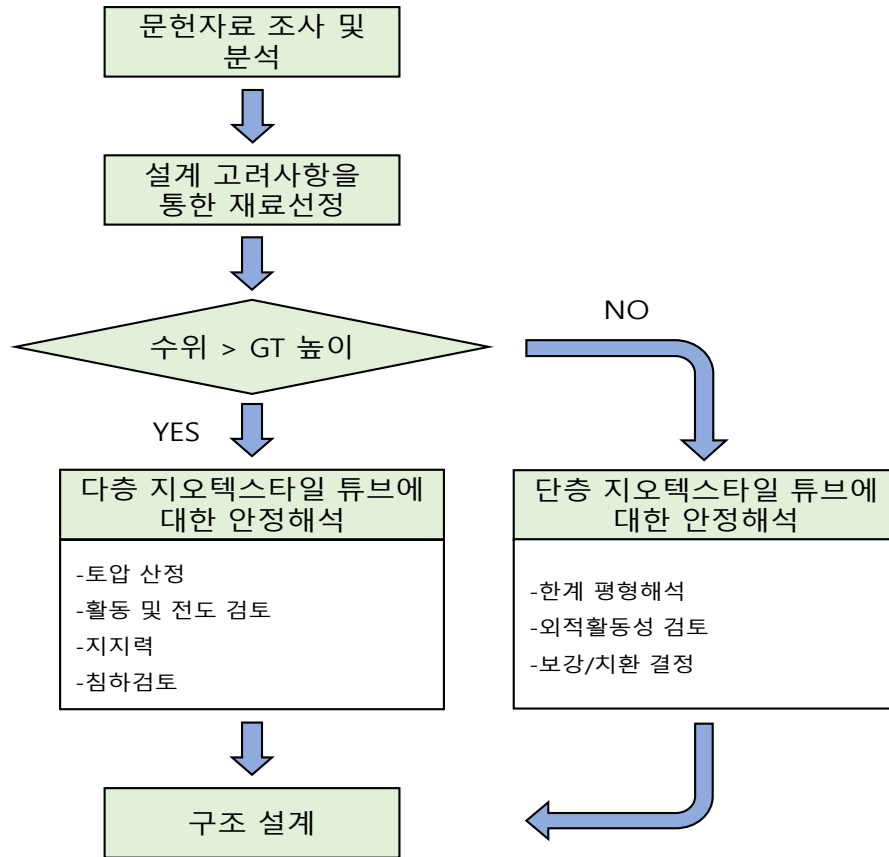 문헌자료 조사 및
분석
설계 고려사항을
통한 재료선정
수위 > GT 높이
NO
YES
다층 지오텍스타일 튜브에
대한 안정해석
-토압 산정
-활동 및 전도 검토
-지지력
-침하검토
단층 지오텍스타일 튜브에
대한 안정해석
-한계 평형해석
-외적활동성 검토
-보강/치환 결정
구조 설계